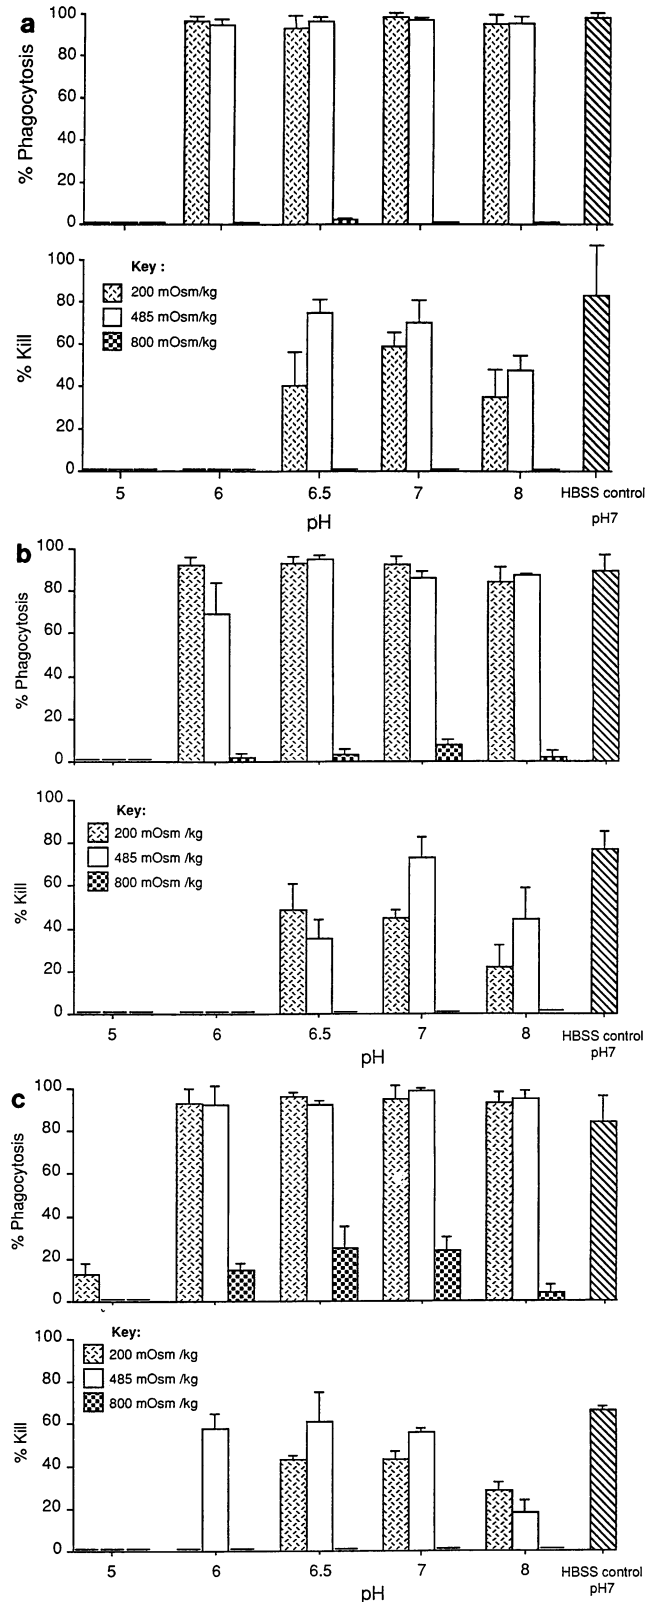 a
% Phagocytosis
100
80
60
40
20
0
% Kill
100
80
60
40
20
0
Key :
200 mOsm/kg
485 mOsm/kg
800 mOsm/kg
5 6 6.5 7 8 HBSS control
pH7
pH
b
% Phagocytosis
100
80
60
40
20
0
% Kill
100
80
60
40
20
0
Key:
200 mOsm /kg
485 mOsm /kg
800 mOsm /kg
5 6 6.5 7 8 HBSS control
pH7
pH
c
% Phagocytosis
100
80
60
40
20
0
% Kill
100
80
60
40
20
0
Key:
200 mOsm /kg
485 mOsm /kg
800 mOsm /kg
5 6 6.5 7 8 HBSS control
pH7
pH